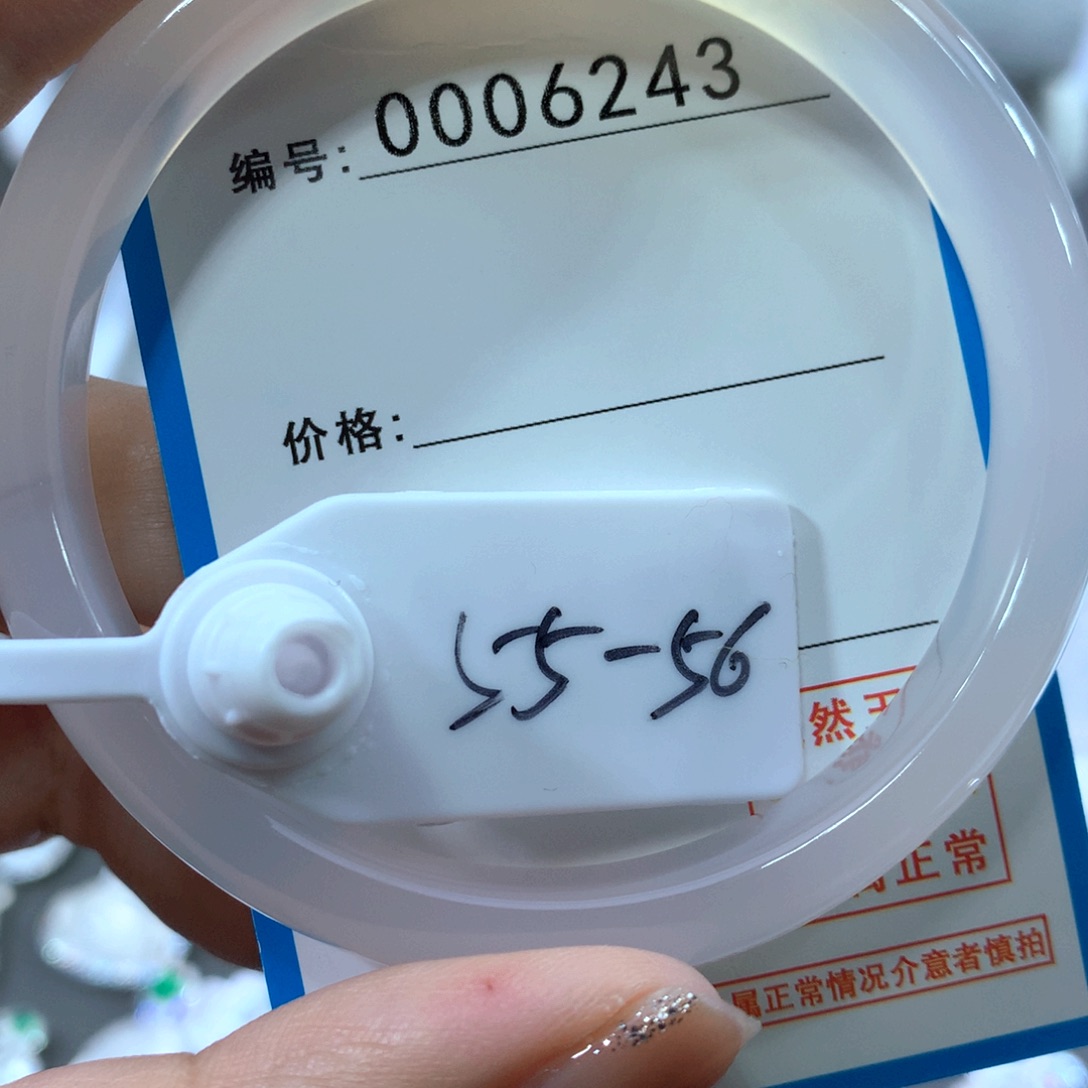 编号: 0006243
价格:
55-56
然
正常
属正常情况介意者慎拍